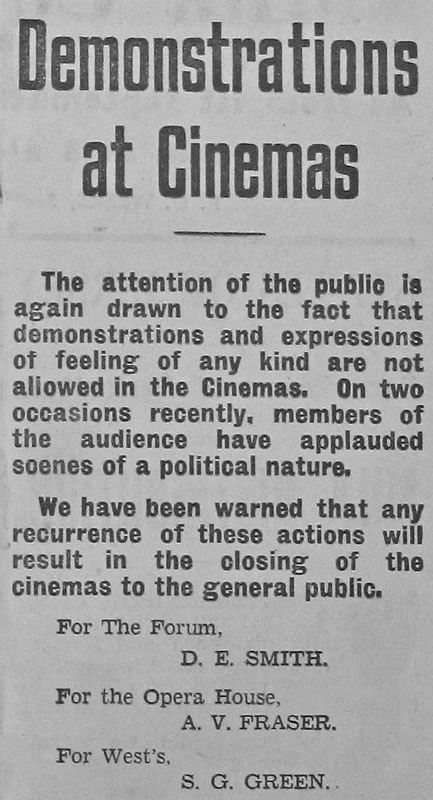 Demonstrations
at Cinemas
The attention of the public is
again drawn to the fact that
demonstrations and expressions
of feeling of any kind are not
allowed in the Cinemas. On two
occasions recently, members of
the audience have applauded
scenes of a political nature.
We have been warned that any
recurrence of these actions will
result in the closing of the
cinemas to the general public.
For The Forum,
D. E. SMITH.
For the Opera House,
A. V. FRASER.
For West's,
S. G. GREEN.